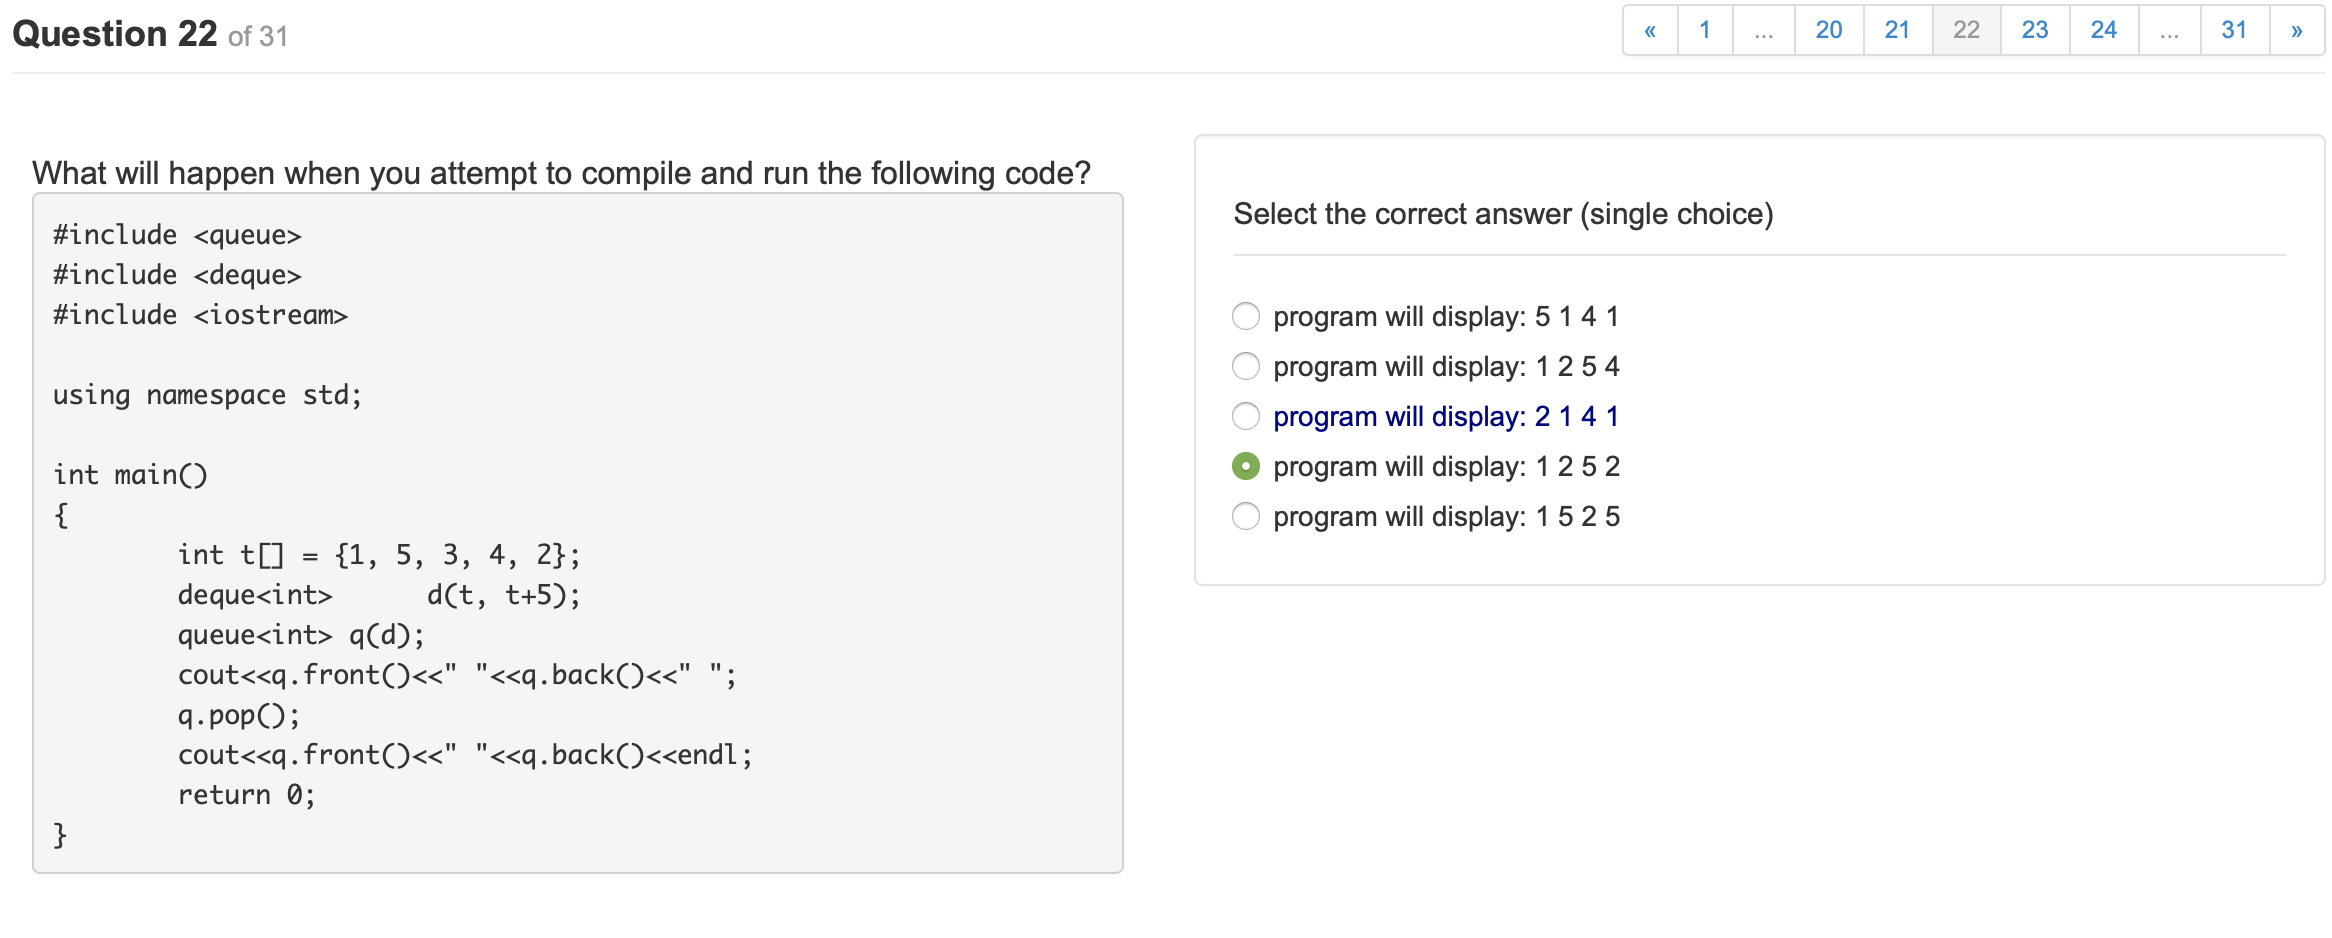 Question 22 of 31
« 1 ... 20 21 22 23 24 ... 31 »
What will happen when you attempt to compile and run the following code?
#include <queue>
#include <deque>
#include <iostream>
using namespace std;
int main()
{
int t[] = {1, 5, 3, 4, 2};
deque<int>      d(t, t+5);
queue<int> q(d);
cout<<q.front()<<" "<<q.back()<<" ";
q.pop();
cout<<q.front()<<" "<<q.back()<<endl;
return 0;
}
Select the correct answer (single choice)
program will display: 5 1 4 1
program will display: 1 2 5 4
program will display: 2 1 4 1
program will display: 1 2 5 2
program will display: 1 5 2 5